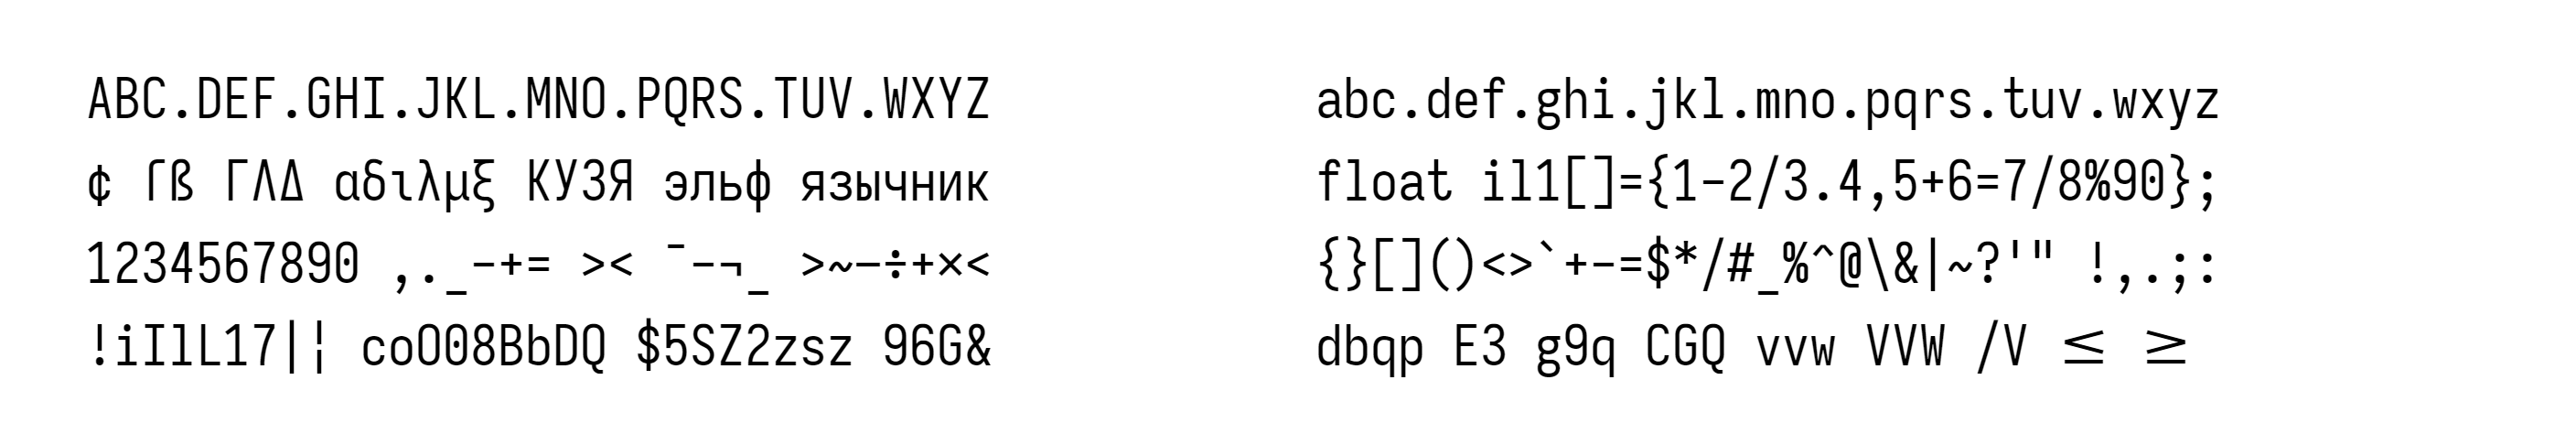 ABC.DEF.GHI.JKL.MNO.PQRS.TUV.WXYZ
¢ ſß ΓΛΔ αδιλμξ КУЗЯ эльф язычник
1234567890 ,._-+= >< ¯-¬_ >~–÷+×<
!iIlL17|¦ coO08BbDQ $5SZ2zsz 96G&
abc.def.ghi.jkl.mno.pqrs.tuv.wxyz
float il1[]={1-2/3.4,5+6=7/8%90};
{}[]()<>`+-=$*/#_%^@\&|~?'" !,.;:
dbqp E3 g9q CGQ vvw VVW /V ≤ ≥